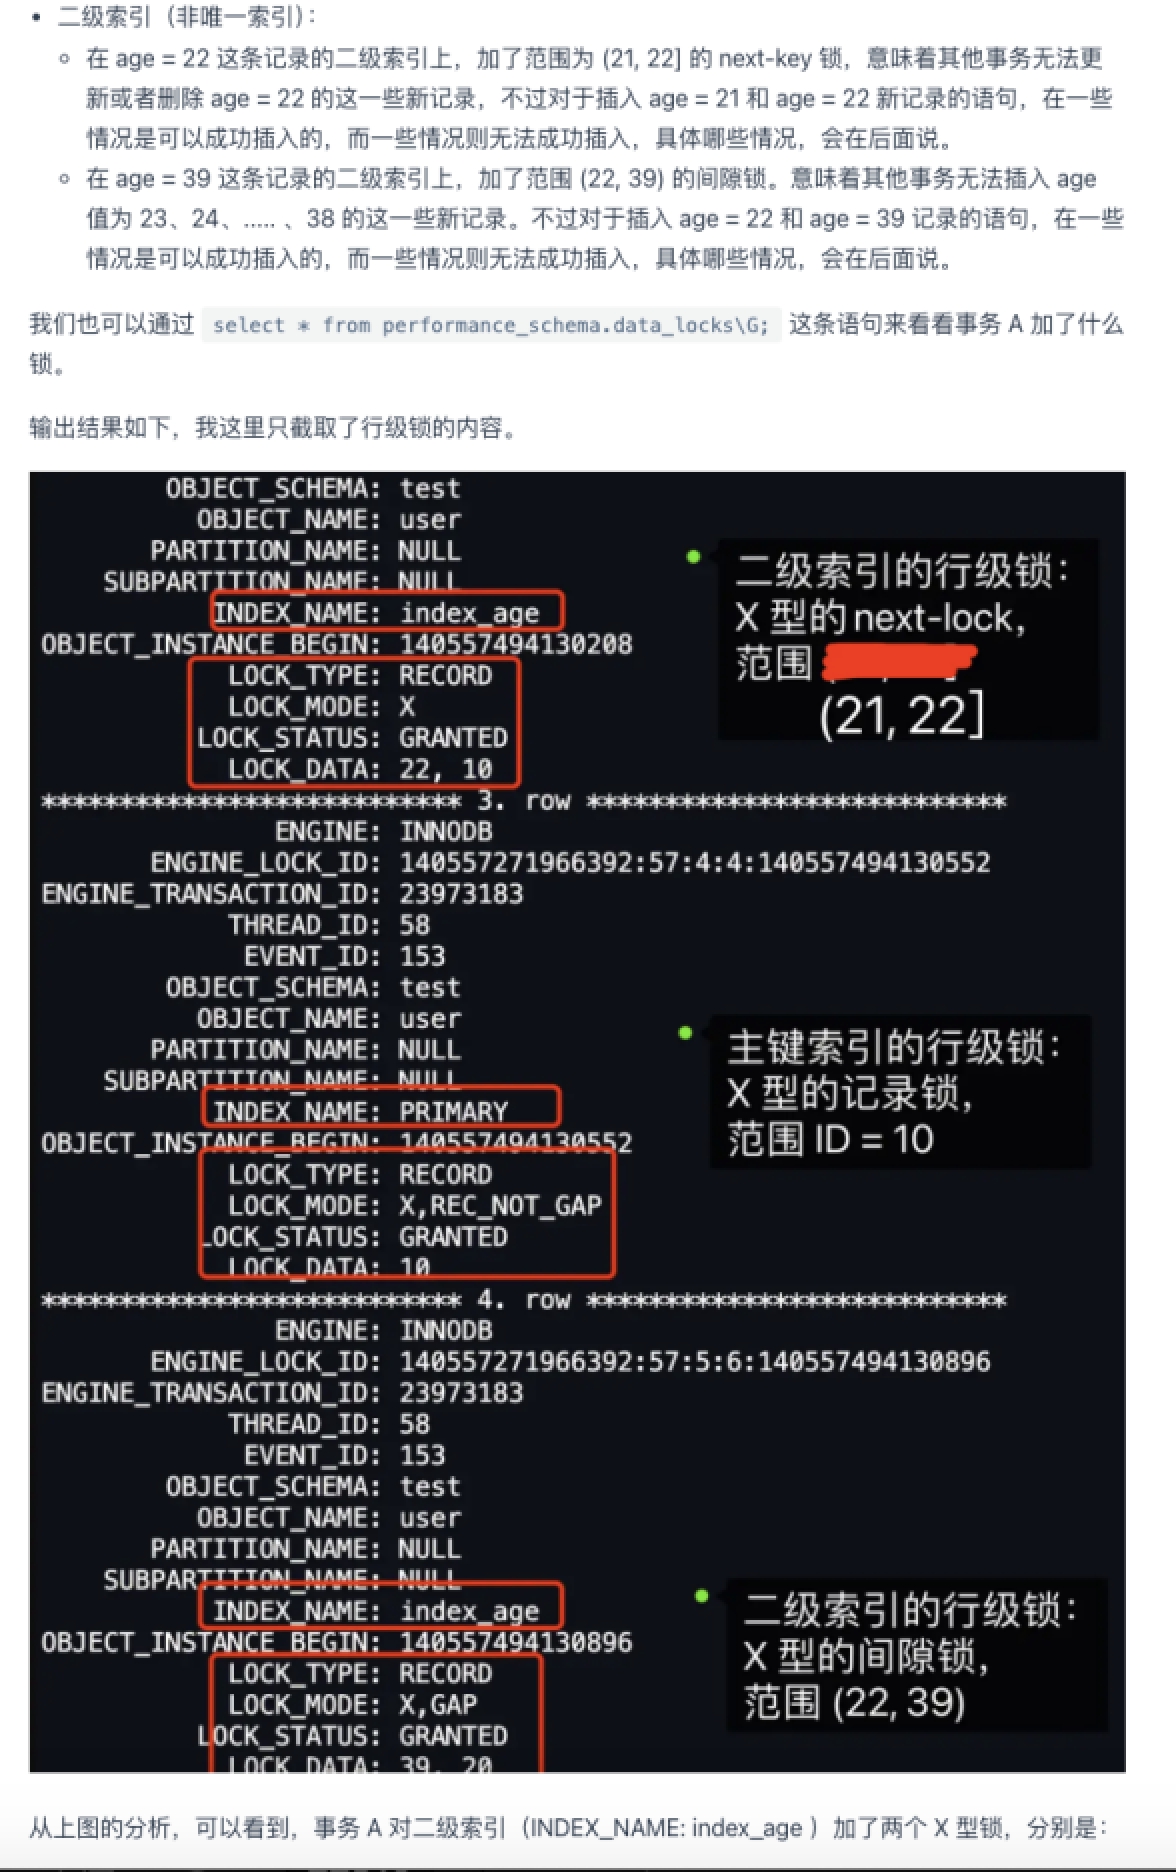 • 二级索引（非唯一索引）：
○ 在 age = 22 这条记录的二级索引上，加了范围为 (21, 22] 的 next-key 锁，意味着其他事务无法更
新或者删除 age = 22 的这一些新记录，不过对于插入 age = 21 和 age = 22 新记录的语句，在一些
情况是可以成功插入的，而一些情况则无法成功插入，具体哪些情况，会在后面说。
○ 在 age = 39 这条记录的二级索引上，加了范围 (22, 39) 的间隙锁。意味着其他事务无法插入 age
值为 23、24、..... 、38 的这一些新记录。不过对于插入 age = 22 和 age = 39 记录的语句，在一些
情况是可以成功插入的，而一些情况则无法成功插入，具体哪些情况，会在后面说。
我们也可以通过 select * from performance_schema.data_locks\G; 这条语句来看看事务 A 加了什么
锁。
输出结果如下，我这里只截取了行级锁的内容。
OBJECT_SCHEMA: test
OBJECT_NAME: user
PARTITION_NAME: NULL
SUBPARTITION_NAME: NULL
INDEX_NAME: index_age
OBJECT_INSTANCE_BEGIN: 140557494130208
LOCK_TYPE: RECORD
LOCK_MODE: X
LOCK_STATUS: GRANTED
LOCK_DATA: 22, 10
二级索引的行级锁：
X 型的 next-lock，
范围
(21, 22]
*************************** 3. row ***************************
ENGINE: INNODB
ENGINE_LOCK_ID: 140557271966392:57:4:4:140557494130552
ENGINE_TRANSACTION_ID: 23973183
THREAD_ID: 58
EVENT_ID: 153
OBJECT_SCHEMA: test
OBJECT_NAME: user
PARTITION_NAME: NULL
SUBPARTITION_NAME: NULL
INDEX_NAME: PRIMARY
OBJECT_INSTANCE_BEGIN: 140557494130552
LOCK_TYPE: RECORD
LOCK_MODE: X,REC_NOT_GAP
LOCK_STATUS: GRANTED
LOCK_DATA: 10
主键索引的行级锁：
X 型的记录锁，
范围 ID = 10
*************************** 4. row ***************************
ENGINE: INNODB
ENGINE_LOCK_ID: 140557271966392:57:5:6:140557494130896
ENGINE_TRANSACTION_ID: 23973183
THREAD_ID: 58
EVENT_ID: 153
OBJECT_SCHEMA: test
OBJECT_NAME: user
PARTITION_NAME: NULL
SUBPARTITION_NAME: NULL
INDEX_NAME: index_age
OBJECT_INSTANCE_BEGIN: 140557494130896
LOCK_TYPE: RECORD
LOCK_MODE: X,GAP
LOCK_STATUS: GRANTED
LOCK_DATA: 39, 20
二级索引的行级锁：
X 型的间隙锁，
范围 (22, 39)
从上图的分析，可以看到，事务 A 对二级索引（INDEX_NAME: index_age ）加了两个 X 型锁，分别是：